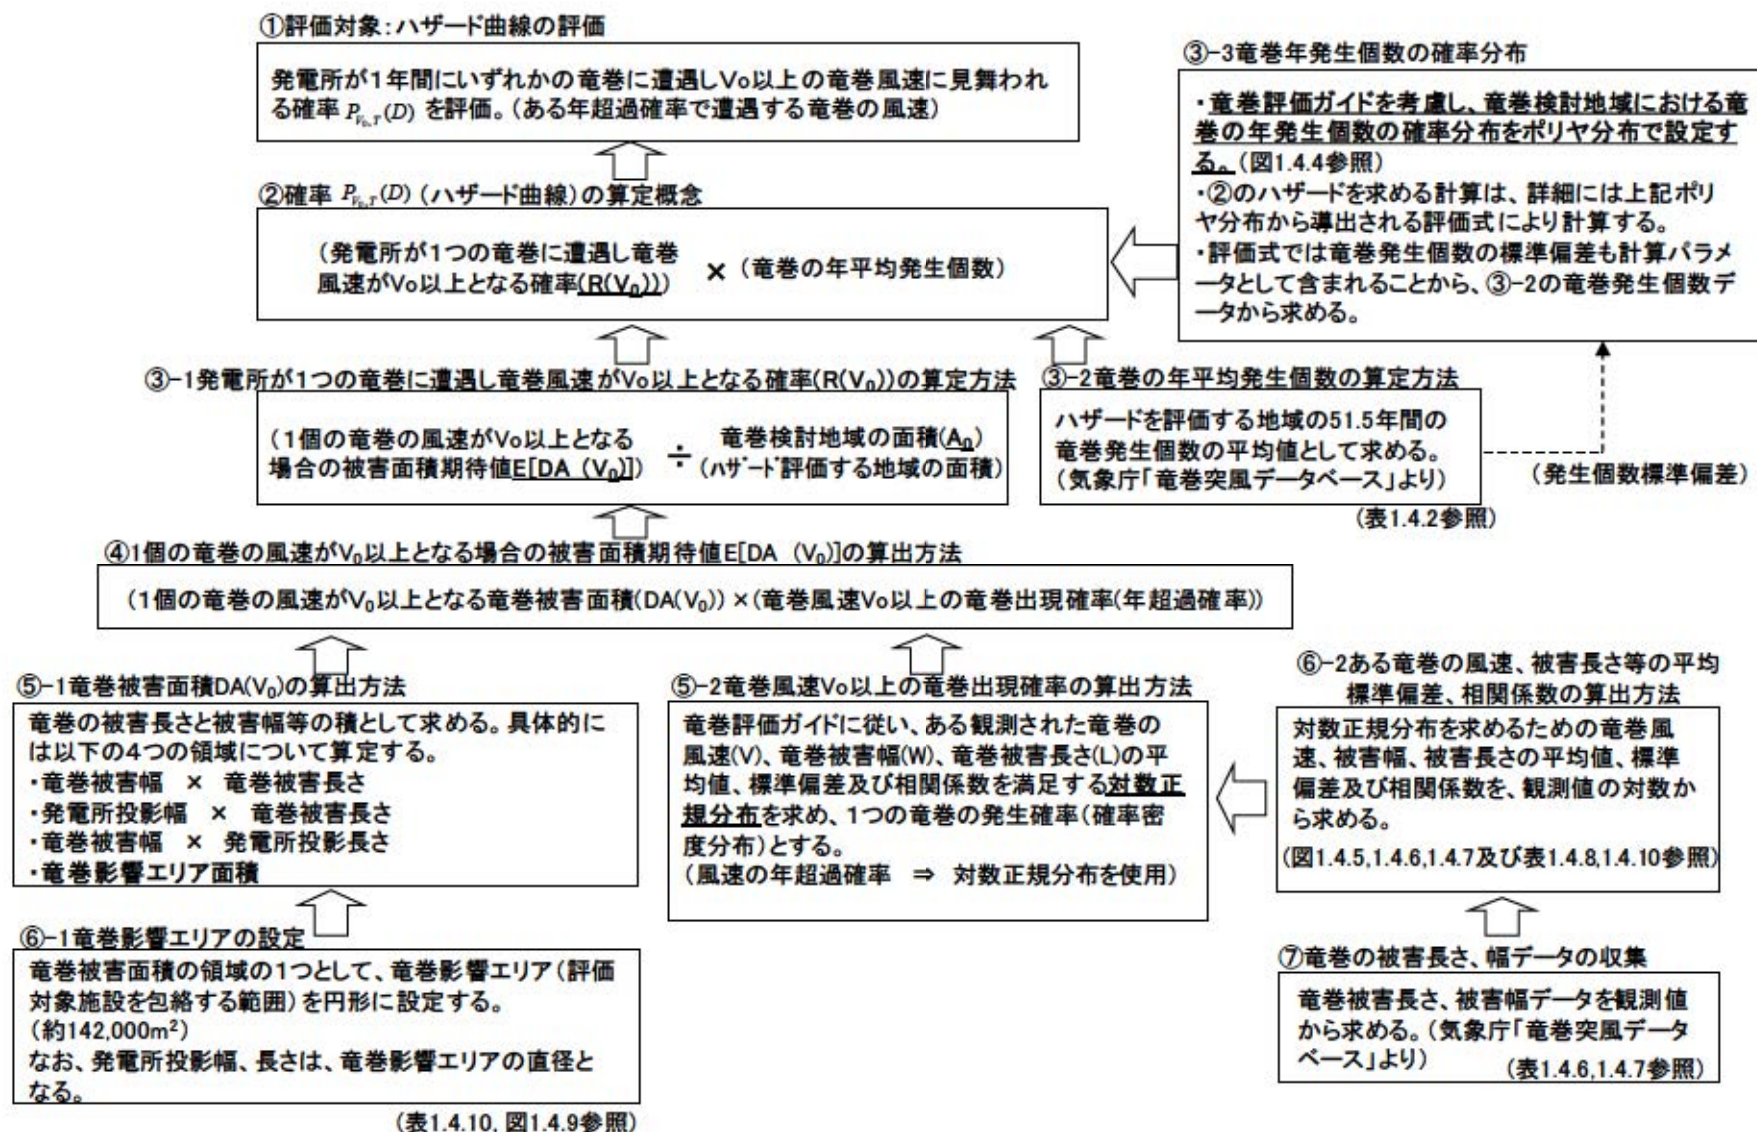 ①評価対象：ハザード曲線の評価
発電所が１年間にいずれかの竜巻に遭遇しＶｏ以上の竜巻風速に見舞われ
る確率 P_{V₀,T}(D) を評価。（ある年超過確率で遭遇する竜巻の風速）
②確率 P_{V₀,T}(D)（ハザード曲線）の算定概念
（発電所が１つの竜巻に遭遇し竜巻
風速がＶｏ以上となる確率(R(V₀))） × （竜巻の年平均発生個数）
③-3竜巻年発生個数の確率分布
・竜巻評価ガイドを考慮し、竜巻検討地域における竜
巻の年発生個数の確率分布をポリヤ分布で設定す
る。（図1.4.4参照）
・②のハザードを求める計算は、詳細には上記ポリ
ヤ分布から導出される評価式により計算する。
・評価式では竜巻発生個数の標準偏差も計算パラメ
ータとして含まれることから、③-2の竜巻発生個数デ
ータから求める。
③-1発電所が１つの竜巻に遭遇し竜巻風速がＶｏ以上となる確率(R(V₀))の算定方法
（１個の竜巻の風速がＶｏ以上となる
場合の被害面積期待値E[DA (V₀)]） ÷ 竜巻検討地域の面積(A₀)
（ﾊｻﾞｰﾄﾞ評価する地域の面積）
③-2竜巻の年平均発生個数の算定方法
ハザードを評価する地域の51.5年間の
竜巻発生個数の平均値として求める。
（気象庁「竜巻突風データベース」より）
（表1.4.2参照）
（発生個数標準偏差）
④1個の竜巻の風速がV₀以上となる場合の被害面積期待値E[DA (V₀)]の算出方法
（１個の竜巻の風速がV₀以上となる竜巻被害面積(DA(V₀)) ×(竜巻風速Ｖｏ以上の竜巻出現確率(年超過確率))
⑤-1竜巻被害面積DA(V₀)の算出方法
竜巻の被害長さと被害幅等の積として求める。具体的に
は以下の４つの領域について算定する。
・竜巻被害幅 × 竜巻被害長さ
・発電所投影幅 × 竜巻被害長さ
・竜巻被害幅 × 発電所投影長さ
・竜巻影響エリア面積
⑤-2竜巻風速Ｖｏ以上の竜巻出現確率の算出方法
竜巻評価ガイドに従い、ある観測された竜巻の
風速(V)、竜巻被害幅(W)、竜巻被害長さ(L)の平
均値、標準偏差及び相関係数を満足する対数正
規分布を求め、１つの竜巻の発生確率（確率密
度分布）とする。
（風速の年超過確率 ⇒ 対数正規分布を使用）
⑥-2ある竜巻の風速、被害長さ等の平均
標準偏差、相関係数の算出方法
対数正規分布を求めるための竜巻風
速、被害幅、被害長さの平均値、標準
偏差及び相関係数を、観測値の対数か
ら求める。
（図1.4.5,1.4.6,1.4.7及び表1.4.8,1.4.10参照）
⑥-1竜巻影響エリアの設定
竜巻被害面積の領域の１つとして、竜巻影響エリア（評価
対象施設を包絡する範囲）を円形に設定する。
（約142,000m²）
なお、発電所投影幅、長さは、竜巻影響エリアの直径と
なる。
（表1.4.10, 図1.4.9参照）
⑦竜巻の被害長さ、幅データの収集
竜巻被害長さ、被害幅データを観測値
から求める。（気象庁「竜巻突風データ
ベース」より）
（表1.4.6,1.4.7参照）